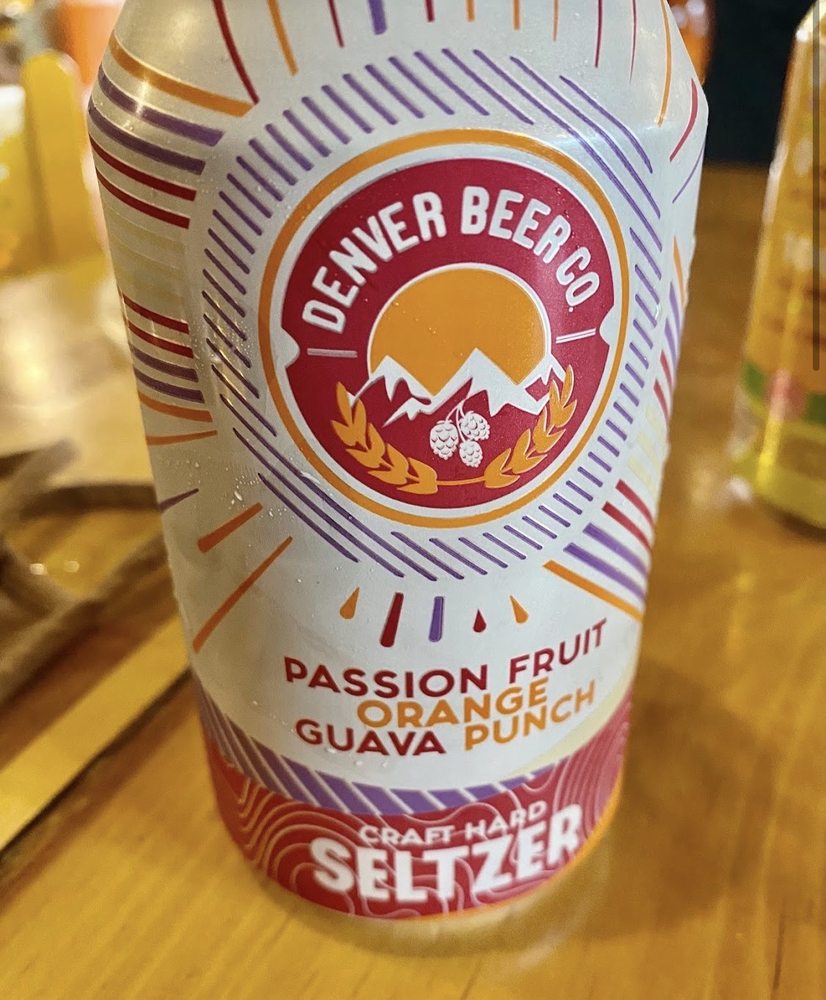 DENVER BEER CO.
PASSION FRUIT
ORANGE
GUAVA PUNCH
CRAFT HARD
SELTZER